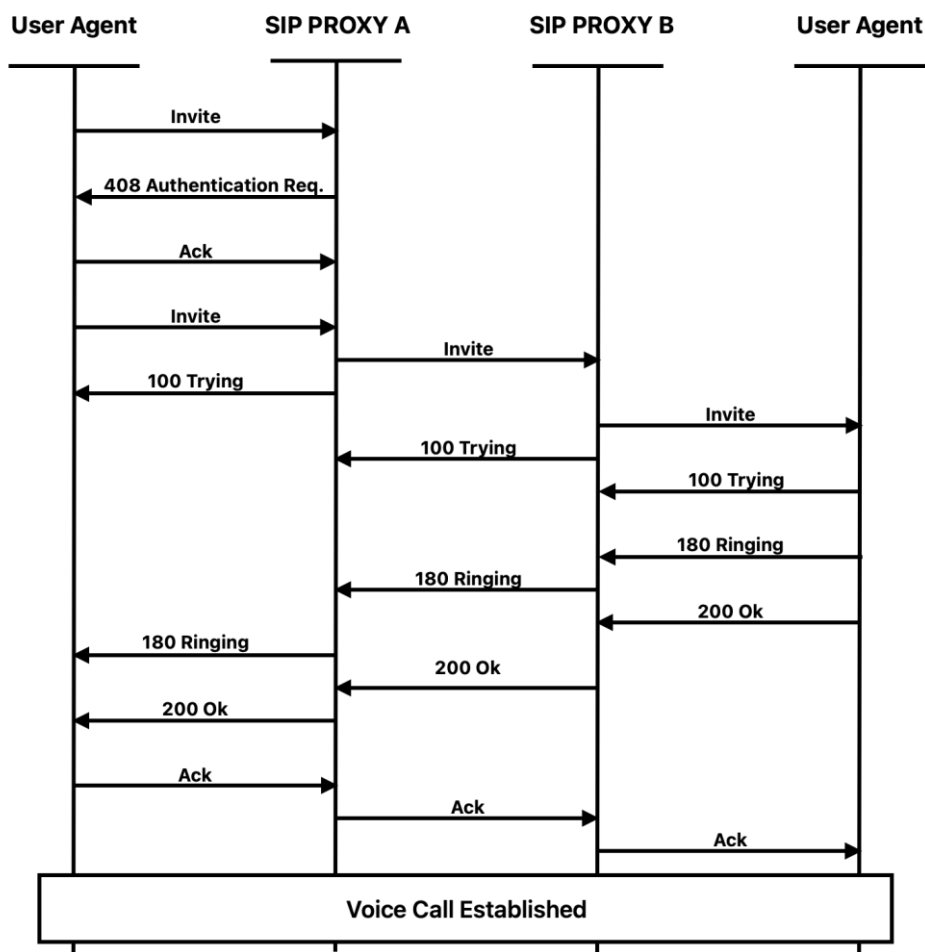 User Agent
SIP PROXY A
SIP PROXY B
User Agent
Invite
408 Authentication Req.
Ack
Invite
Invite
100 Trying
Invite
100 Trying
100 Trying
180 Ringing
180 Ringing
200 Ok
180 Ringing
200 Ok
200 Ok
Ack
Ack
Ack
Voice Call Established